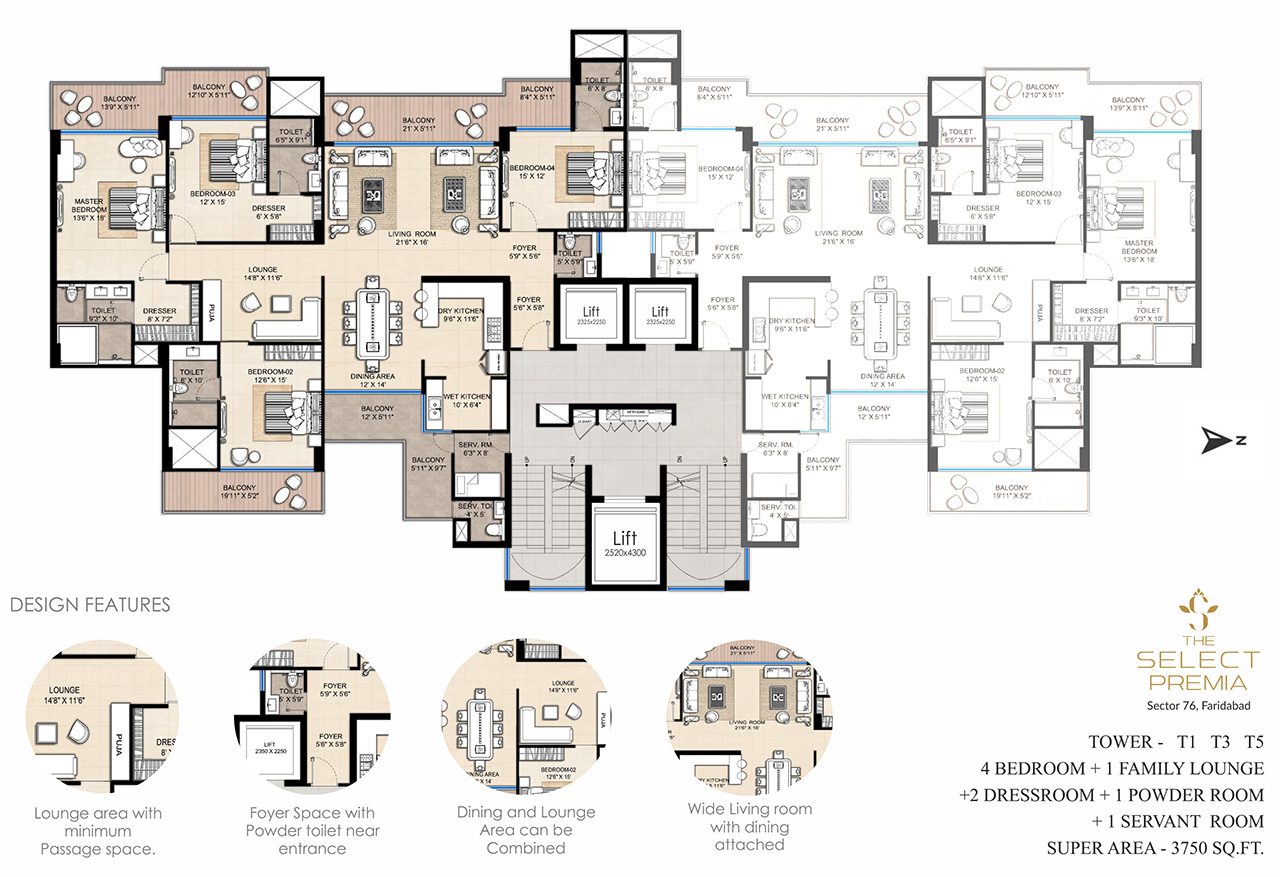 BALCONY
13'9" X 5'11"
BALCONY
12'10" X 5'11"
TOILET
6'5" X 9'1"
BALCONY
21' X 5'11"
BALCONY
8'4" X 5'11"
TOILET
6' X 8'
MASTER
BEDROOM
13'6" X 18'
BEDROOM-03
12' X 15'
DRESSER
6' X 5'8"
LIVING ROOM
21'6" X 16'
BEDROOM-04
15' X 12'
FOYER
5'9" X 5'6"
TOILET
5' X 5'9"
LOUNGE
14'8" X 11'6"
PUJA
TOILET
9'3" X 10'
DRESSER
8' X 7'2"
DRY KITCHEN
9'6" X 11'6"
FOYER
5'6" X 5'8"
DINING AREA
12' X 14'
TOILET
6' X 10'
BEDROOM-02
12'6" X 15'
WET KITCHEN
10' X 6'4"
BALCONY
12' X 5'11"
BALCONY
5'11" X 9'7"
SERV. RM.
6'3" X 8'
SERV. TOI.
4' X 5'
BALCONY
19'11" X 5'2"
Lift
2325x2250
Lift
2325x2250
UP
DN
DN
UP
Lift
2520x4300
TOILET
6' X 8'
BALCONY
8'4" X 5'11"
BALCONY
21' X 5'11"
TOILET
6'5" X 9'1"
BALCONY
12'10" X 5'11"
BALCONY
13'9" X 5'11"
BEDROOM-04
15' X 12'
LIVING ROOM
21'6" X 16'
DRESSER
6' X 5'8"
BEDROOM-03
12' X 15'
MASTER
BEDROOM
13'6" X 18'
TOILET
5' X 5'9"
FOYER
5'9" X 5'6"
FOYER
5'6" X 5'8"
DRY KITCHEN
9'6" X 11'6"
LOUNGE
14'8" X 11'6"
PUJA
DRESSER
8' X 7'2"
TOILET
9'3" X 10'
DINING AREA
12' X 14'
BEDROOM-02
12'6" X 15'
TOILET
6' X 10'
WET KITCHEN
10' X 6'4"
BALCONY
12' X 5'11"
SERV. RM.
6'3" X 8'
BALCONY
5'11" X 9'7"
SERV. TOI.
4' X 5'
BALCONY
19'11" X 5'2"
N
DESIGN FEATURES
LOUNGE
14'8" X 11'6"
PUJA
DRES
8'
Lounge area with
minimum
Passage space.
TOILET
5' X 5'9"
FOYER
5'9" X 5'6"
FOYER
5'6" X 5'8"
LIFT
2350 X 2250
Foyer Space with
Powder toilet near
entrance
LOUNGE
14'8" X 11'6"
PUJA
NING AREA
' X 14'
BEDROOM-02
12'6" X 15'
Dining and Lounge
Area can be
Combined
BALCONY
21' X 5'11"
LIVING ROOM
21'6" X 16'
RY KITCHEN
9'6" X 11'6"
Wide Living room
with dining
attached
THE
SELECT
PREMIA
Sector 76, Faridabad
TOWER - T1 T3 T5
4 BEDROOM + 1 FAMILY LOUNGE
+2 DRESSROOM + 1 POWDER ROOM
+ 1 SERVANT ROOM
SUPER AREA - 3750 SQ.FT.